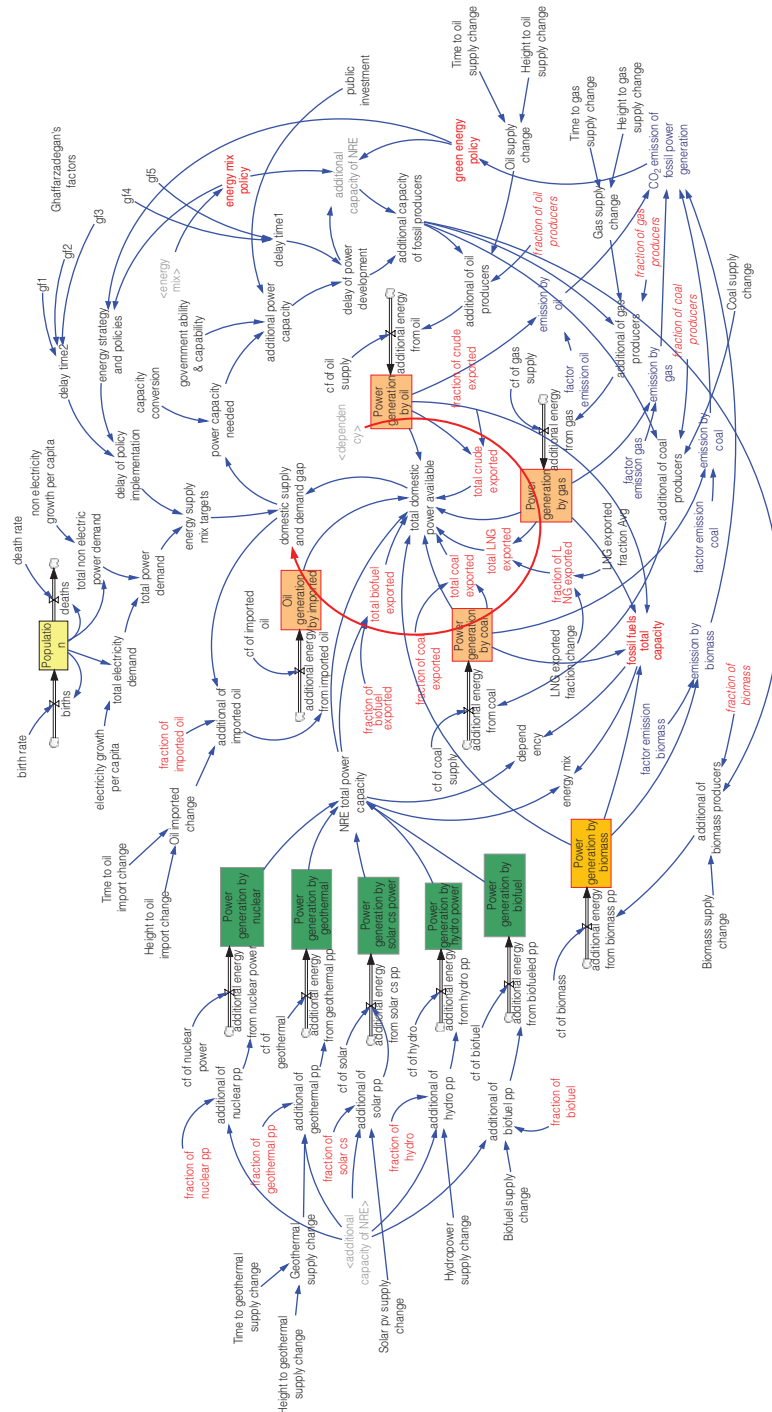 birth rate
births
Populatio
n
deaths
death rate
non electricity
growth per capita
electricity growth
per capita
total electricity
demand
total non electric
power demand
total power
demand
gf1
gf2
gf3
Ghaffarzadegan's
factors
gf4
gf5
delay time2
energy strategy
and policies
delay of policy
implementation
energy supply
mix targets
capacity
conversion
government ability
& capability
power capacity
needed
additional power
capacity
<energy
mix>
energy mix
policy
delay time1
delay of power
development
public
investment
additional
capacity of NRE
green energy
policy
additional capacity
of fossil producers
Time to oil
import change
Height to oil
import change
Oil imported
change
fraction of
imported oil
additional of
imported oil
cf of imported
oil
additional energy
from imported oil
Oil
generation
by imported
domestic supply
and demand gap
<dependen
cy>
total domestic
power available
cf of oil
supply
additional energy
from oil
Power
generation
by oil
additional of oil
producers
fraction of oil
producers
Oil supply
change
Time to oil
supply change
Height to oil
supply change
fraction of crude
exported
total crude
exported
emission by
oil
factor
emission oil
cf of gas
supply
additional energy
from gas
Power
generation
by gas
additional of gas
producers
fraction of gas
producers
Gas supply
change
Time to gas
supply change
Height to gas
supply change
CO2 emission of
fossil power
generation
factor
emission gas
emission by
gas
total LNG
exported
fraction of L
NG exported
LNG exported
fraction Avg
LNG exported
fraction change
total biofuel
exported
fraction of
biofuel
exported
total coal
exported
fraction of coal
exported
cf of coal
supply
additional energy
from coal
Power
generation
by coal
additional of coal
producers
fraction of coal
producers
Coal supply
change
factor emission
coal
emission by
coal
fossil fuels
total
capacity
depend
ency
energy mix
NRE total power
capacity
factor emission
biomass
emission by
biomass
fraction of
biomass
additional of
biomass producers
Biomass supply
change
cf of biomass
additional energy
from biomass pp
Power
generation by
biomass
cf of nuclear
power
fraction of
nuclear pp
additional of
nuclear pp
additional energy
from nuclear power
Power
generation by
nuclear
cf of
geothermal
fraction of
geothermal pp
additional of
geothermal pp
additional energy
from geothermal pp
Power
generation by
geothermal
Time to geothermal
supply change
Height to geothermal
supply change
Geothermal
supply change
cf of solar
fraction of
solar cs
additional of
solar pp
additional energy
from solar cs pp
Power
generation by
solar cs power
<additional
capacity of NRE>
Solar pv supply
change
cf of hydro
fraction of
hydro
additional of
hydro pp
additional energy
from hydro pp
Power
generation by
hydro power
Hydropower
supply change
cf of biofuel
additional of
biofuel pp
additional energy
from biofueled pp
Power
generation by
biofuel
Biofuel supply
change
fraction of
biofuel